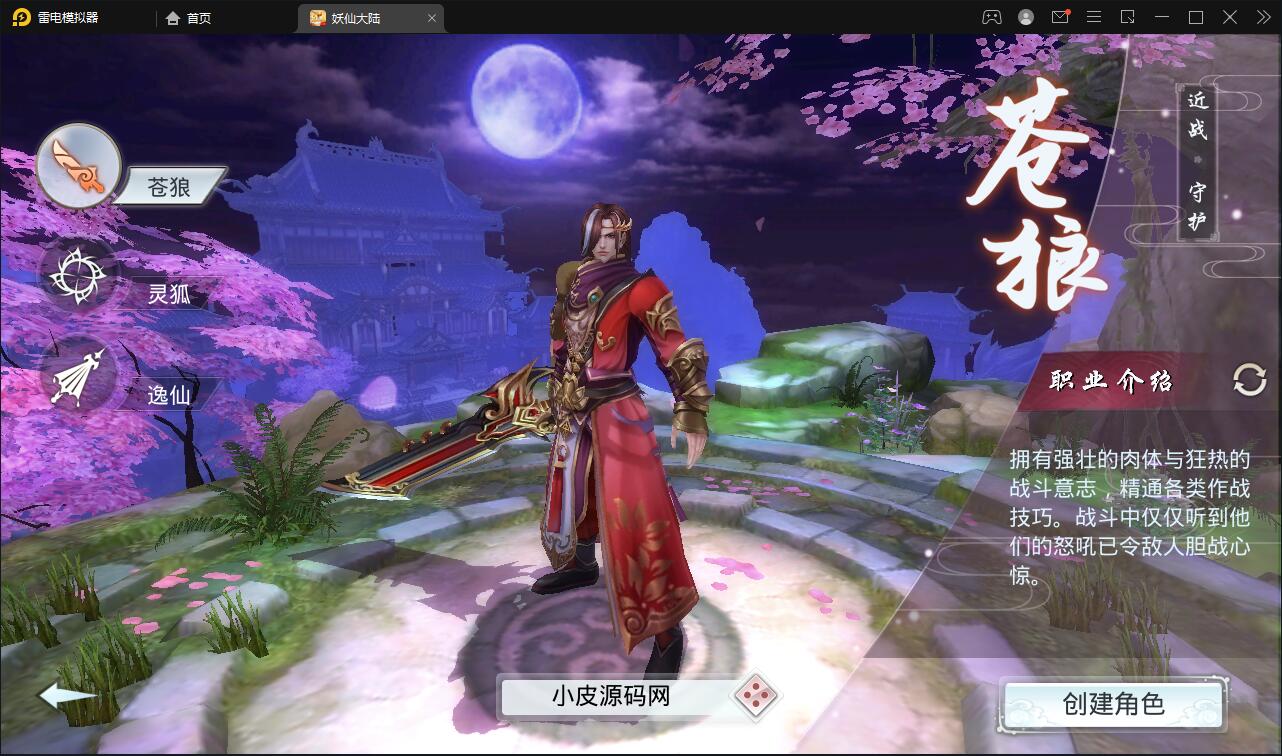 雷电模拟器
首页
妖仙大陆
苍狼
灵狐
逸仙
苍狼
近战
守护
职业介绍
拥有强壮的肉体与狂热的
战斗意志，精通各类作战
技巧。战斗中仅仅听到他
们的怒吼已令敌人胆战心
惊。
小皮源码网
创建角色